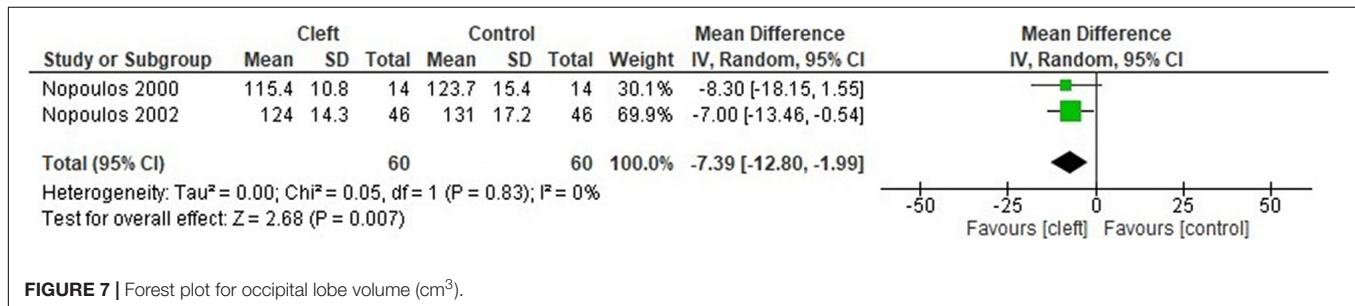 Cleft Control Mean Difference Mean Difference
Study or Subgroup Mean SD Total Mean SD Total Weight IV, Random, 95% CI IV, Random, 95% CI
Nopoulos 2000 115.4 10.8 14 123.7 15.4 14 30.1% -8.30 [-18.15, 1.55]
Nopoulos 2002 124 14.3 46 131 17.2 46 69.9% -7.00 [-13.46, -0.54]
Total (95% CI) 60 60 100.0% -7.39 [-12.80, -1.99]
Heterogeneity: Tau² = 0.00; Chi² = 0.05, df = 1 (P = 0.83); I² = 0%
Test for overall effect: Z = 2.68 (P = 0.007)
-50 -25 0 25 50
Favours [cleft] Favours [control]
FIGURE 7 | Forest plot for occipital lobe volume (cm³).